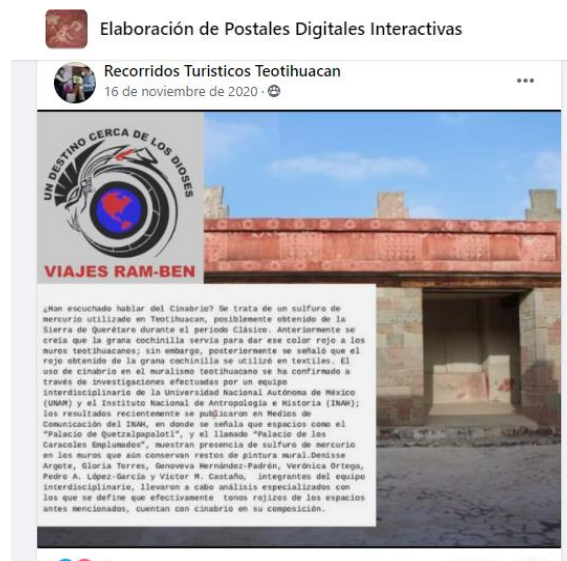 Elaboración de Postales Digitales Interactivas
Recorridos Turisticos Teotihuacan
16 de noviembre de 2020 ·
UN DESTINO CERCA DE LOS DIOSES
VIAJES RAM-BEN
¿Han escuchado hablar del Cinabrio? Se trata de un sulfuro de
mercurio utilizado en Teotihuacan, posiblemente obtenido de la
Sierra de Querétaro durante el periodo Clásico. Anteriormente se
creía que la grana cochinilla servía para dar ese color rojo a los
muros teotihuacanos; sin embargo, posteriormente se señaló que el
rojo obtenido de la grana cochinilla se utilizó en textiles. El
uso de cinabrio en el muralismo teotihuacano se ha confirmado a
través de investigaciones efectuadas por un equipo
interdisciplinario de la Universidad Nacional Autónoma de México
(UNAM) y el Instituto Nacional de Antropología e Historia (INAH);
los resultados recientemente se publicaron en Medios de
Comunicación del INAH, en donde se señala que espacios como el
"Palacio de Quetzalpapalotl", y el llamado "Palacio de los
Caracoles Emplumados", muestran presencia de sulfuro de mercurio
en los muros que aún conservan restos de pintura mural.Denisse
Argote, Gloria Torres, Genoveva Hernández-Padrón, Verónica Ortega,
Pedro A. López-García y Víctor M. Castaño, integrantes del equipo
interdisciplinario, llevaron a cabo análisis especializados con
los que se define que efectivamente tonos rojizos de los espacios
antes mencionados, cuentan con cinabrio en su composición.